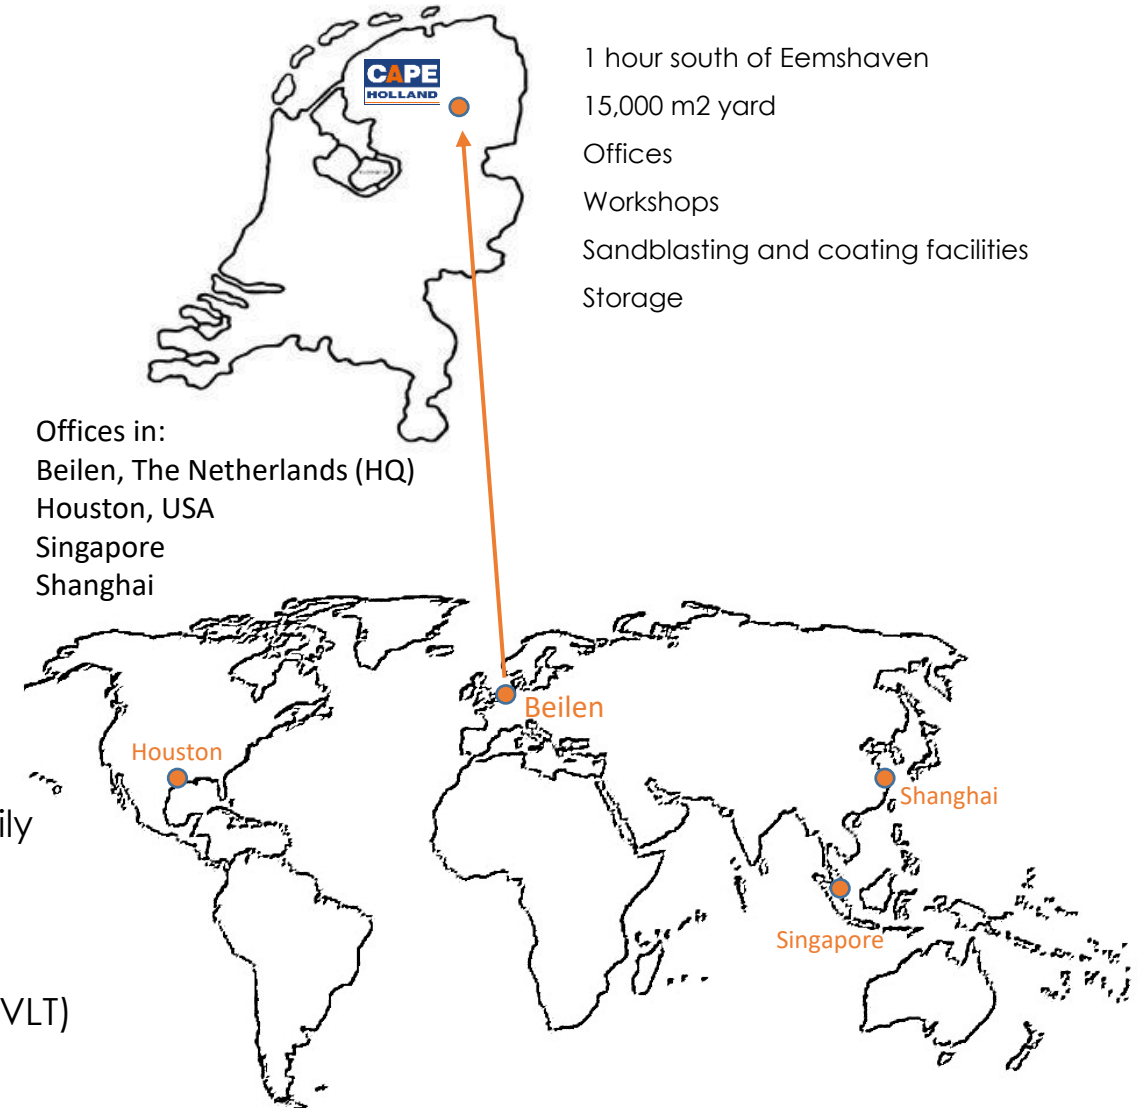 CAPE
HOLLAND
1 hour south of Eemshaven
15,000 m2 yard
Offices
Workshops
Sandblasting and coating facilities
Storage
Offices in:
Beilen, The Netherlands (HQ)
Houston, USA
Singapore
Shanghai
Beilen
Houston
Shanghai
ily
Singapore
VLT)